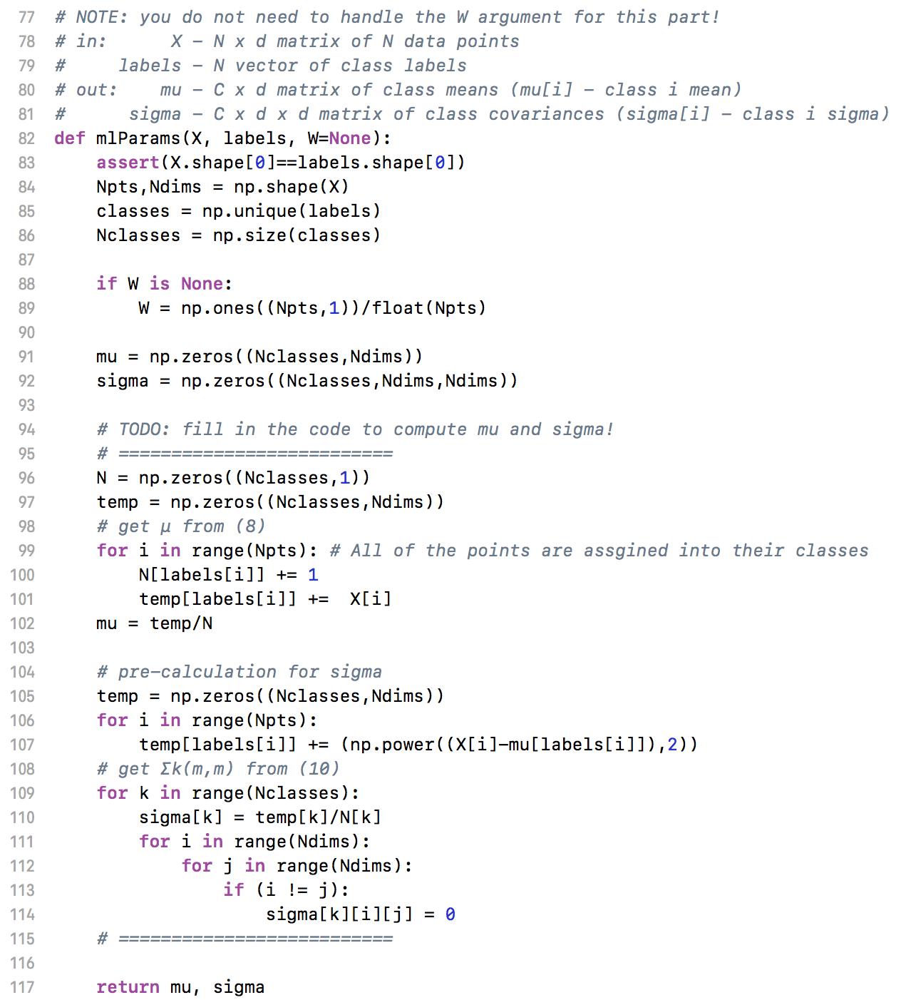 77 # NOTE: you do not need to handle the W argument for this part!
78 # in:      X – N x d matrix of N data points
79 #     labels – N vector of class labels
80 # out:    mu – C x d matrix of class means (mu[i] – class i mean)
81 #      sigma – C x d x d matrix of class covariances (sigma[i] – class i sigma)
82 def mlParams(X, labels, W=None):
83     assert(X.shape[0]==labels.shape[0])
84     Npts,Ndims = np.shape(X)
85     classes = np.unique(labels)
86     Nclasses = np.size(classes)
87
88     if W is None:
89         W = np.ones((Npts,1))/float(Npts)
90
91     mu = np.zeros((Nclasses,Ndims))
92     sigma = np.zeros((Nclasses,Ndims,Ndims))
93
94     # TODO: fill in the code to compute mu and sigma!
95     # ==========================
96     N = np.zeros((Nclasses,1))
97     temp = np.zeros((Nclasses,Ndims))
98     # get μ from (8)
99     for i in range(Npts): # All of the points are assgined into their classes
100         N[labels[i]] += 1
101         temp[labels[i]] +=  X[i]
102     mu = temp/N
103
104     # pre–calculation for sigma
105     temp = np.zeros((Nclasses,Ndims))
106     for i in range(Npts):
107         temp[labels[i]] += (np.power((X[i]–mu[labels[i]]),2))
108     # get Σk(m,m) from (10)
109     for k in range(Nclasses):
110         sigma[k] = temp[k]/N[k]
111         for i in range(Ndims):
112             for j in range(Ndims):
113                 if (i != j):
114                     sigma[k][i][j] = 0
115     # ==========================
116
117     return mu, sigma